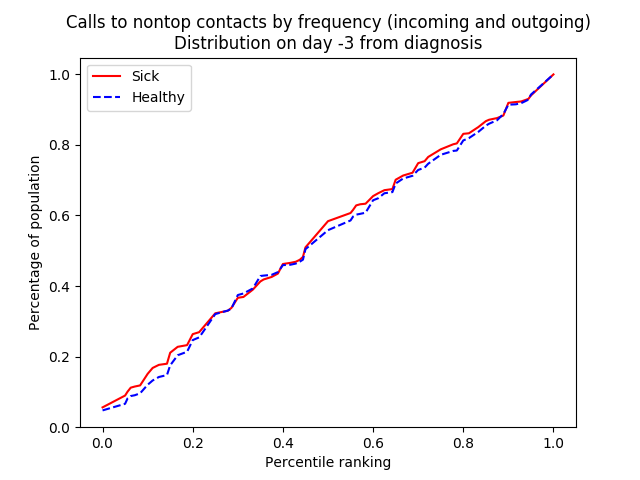 Calls to nontop contacts by frequency (incoming and outgoing)
Distribution on day -3 from diagnosis
Sick
Healthy
Percentage of population
1.0
0.8
0.6
0.4
0.2
0.0
0.0 0.2 0.4 0.6 0.8 1.0
Percentile ranking